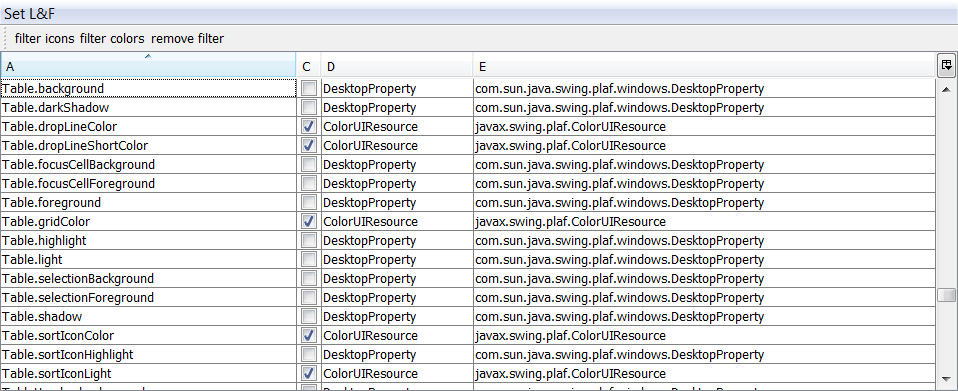 Set L&F
filter icons filter colors remove filter
A C D E
Table.background DesktopProperty com.sun.java.swing.plaf.windows.DesktopProperty
Table.darkShadow DesktopProperty com.sun.java.swing.plaf.windows.DesktopProperty
Table.dropLineColor ColorUIResource javax.swing.plaf.ColorUIResource
Table.dropLineShortColor ColorUIResource javax.swing.plaf.ColorUIResource
Table.focusCellBackground DesktopProperty com.sun.java.swing.plaf.windows.DesktopProperty
Table.focusCellForeground DesktopProperty com.sun.java.swing.plaf.windows.DesktopProperty
Table.foreground DesktopProperty com.sun.java.swing.plaf.windows.DesktopProperty
Table.gridColor ColorUIResource javax.swing.plaf.ColorUIResource
Table.highlight DesktopProperty com.sun.java.swing.plaf.windows.DesktopProperty
Table.light DesktopProperty com.sun.java.swing.plaf.windows.DesktopProperty
Table.selectionBackground DesktopProperty com.sun.java.swing.plaf.windows.DesktopProperty
Table.selectionForeground DesktopProperty com.sun.java.swing.plaf.windows.DesktopProperty
Table.shadow DesktopProperty com.sun.java.swing.plaf.windows.DesktopProperty
Table.sortIconColor ColorUIResource javax.swing.plaf.ColorUIResource
Table.sortIconHighlight DesktopProperty com.sun.java.swing.plaf.windows.DesktopProperty
Table.sortIconLight ColorUIResource javax.swing.plaf.ColorUIResource